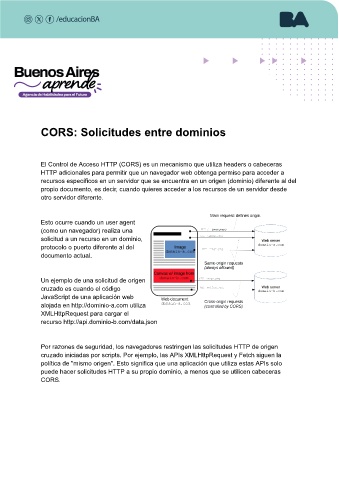 /educacionBA
BA
Buenos Aires
aprende
Agencia de Habilidades para el Futuro
CORS: Solicitudes entre dominios
El Control de Acceso HTTP (CORS) es un mecanismo que utiliza headers o cabeceras
HTTP adicionales para permitir que un navegador web obtenga permiso para acceder a
recursos específicos en un servidor que se encuentra en un origen (dominio) diferente al del
propio documento, es decir, cuando quieres acceder a los recursos de un servidor desde
otro servidor diferente.
Esto ocurre cuando un user agent
(como un navegador) realiza una
solicitud a un recurso en un dominio,
protocolo o puerto diferente al del
documento actual.
Un ejemplo de una solicitud de origen
cruzado es cuando el código
JavaScript de una aplicación web
alojada en http://dominio-a.com utiliza
XMLHttpRequest para cargar el
recurso http://api.dominio-b.com/data.json
Main request: defines origin.
Image
domain-a.com
Web server
domain-a.com
Same-origin requests
(always allowed)
Web server
domain-b.com
Web document
domain-a.com
Cross-origin requests
(controlled by CORS)
Por razones de seguridad, los navegadores restringen las solicitudes HTTP de origen
cruzado iniciadas por scripts. Por ejemplo, las APIs XMLHttpRequest y Fetch siguen la
política de "mismo origen". Esto significa que una aplicación que utiliza estas APIs solo
puede hacer solicitudes HTTP a su propio dominio, a menos que se utilicen cabeceras
CORS.